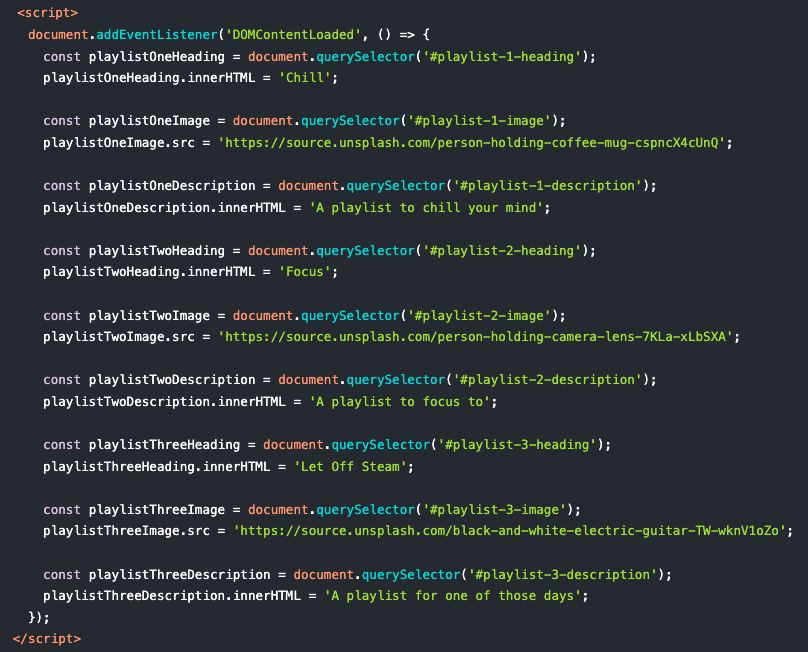 <script>
document.addEventListener('DOMContentLoaded', () => {
const playlistOneHeading = document.querySelector('#playlist-1-heading');
playlistOneHeading.innerHTML = 'Chill';
const playlistOneImage = document.querySelector('#playlist-1-image');
playlistOneImage.src = 'https://source.unsplash.com/person-holding-coffee-mug-cspncX4cUnQ';
const playlistOneDescription = document.querySelector('#playlist-1-description');
playlistOneDescription.innerHTML = 'A playlist to chill your mind';
const playlistTwoHeading = document.querySelector('#playlist-2-heading');
playlistTwoHeading.innerHTML = 'Focus';
const playlistTwoImage = document.querySelector('#playlist-2-image');
playlistTwoImage.src = 'https://source.unsplash.com/person-holding-camera-lens-7KLa-xLbSXA';
const playlistTwoDescription = document.querySelector('#playlist-2-description');
playlistTwoDescription.innerHTML = 'A playlist to focus to';
const playlistThreeHeading = document.querySelector('#playlist-3-heading');
playlistThreeHeading.innerHTML = 'Let Off Steam';
const playlistThreeImage = document.querySelector('#playlist-3-image');
playlistThreeImage.src = 'https://source.unsplash.com/black-and-white-electric-guitar-TW-wknV1oZo';
const playlistThreeDescription = document.querySelector('#playlist-3-description');
playlistThreeDescription.innerHTML = 'A playlist for one of those days';
});
</script>